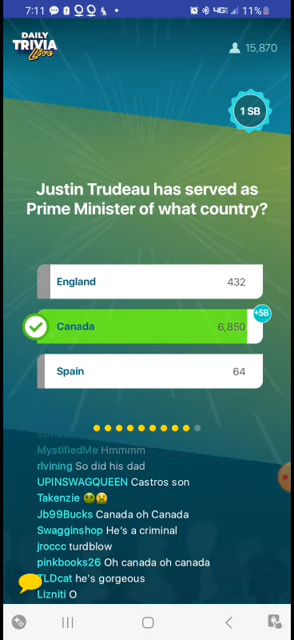 7:11
4G
11%
DAILY
TRIVIA
Live
15,870
1 SB
Justin Trudeau has served as
Prime Minister of what country?
England 432
+SB
Canada 6,850
Spain 64
MystifiedMe Hmmmm
rlvining So did his dad
UPINSWAGQUEEN Castros son
Takenzie 🤢😫
Jb99Bucks Canada oh Canada
Swagginshop He's a criminal
jroccc turdblow
pinkbooks26 Oh canada oh canada
TLDcat he's gorgeous
Lizniti O